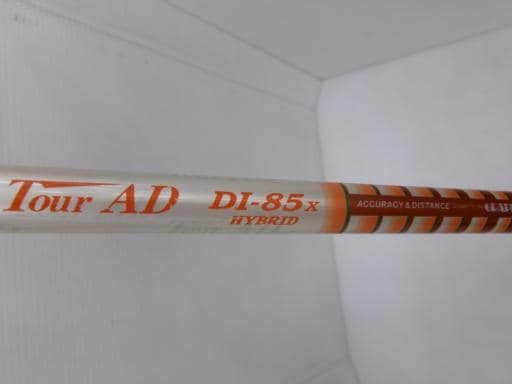 Tour AD DI-85X
HYBRID
ACCURACY & DISTANCE